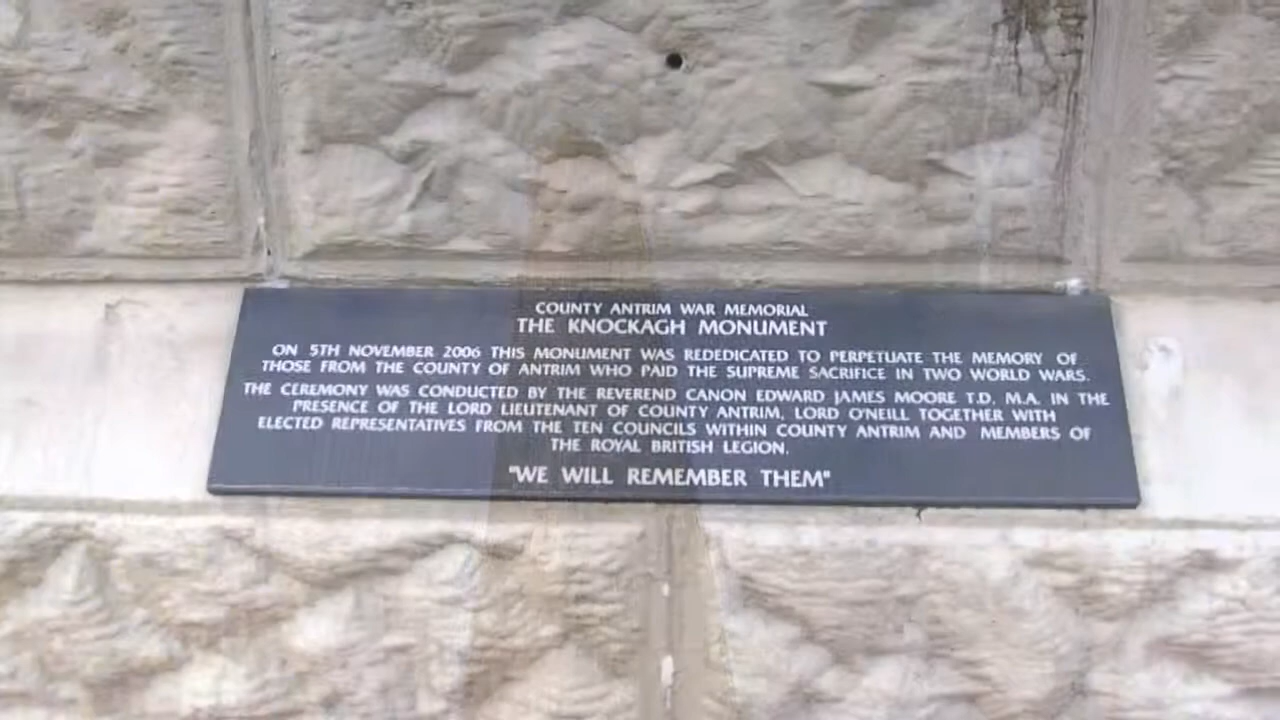 COUNTY ANTRIM WAR MEMORIAL
THE KNOCKAGH MONUMENT
ON 5TH NOVEMBER 2006 THIS MONUMENT WAS REDEDICATED TO PERPETUATE THE MEMORY OF
THOSE FROM THE COUNTY OF ANTRIM WHO PAID THE SUPREME SACRIFICE IN TWO WORLD WARS.
THE CEREMONY WAS CONDUCTED BY THE REVEREND CANON EDWARD JAMES MOORE T.D. M.A. IN THE
PRESENCE OF THE LORD LIEUTENANT OF COUNTY ANTRIM, LORD O'NEILL TOGETHER WITH
ELECTED REPRESENTATIVES FROM THE TEN COUNCILS WITHIN COUNTY ANTRIM AND MEMBERS OF
THE ROYAL BRITISH LEGION.
"WE WILL REMEMBER THEM"